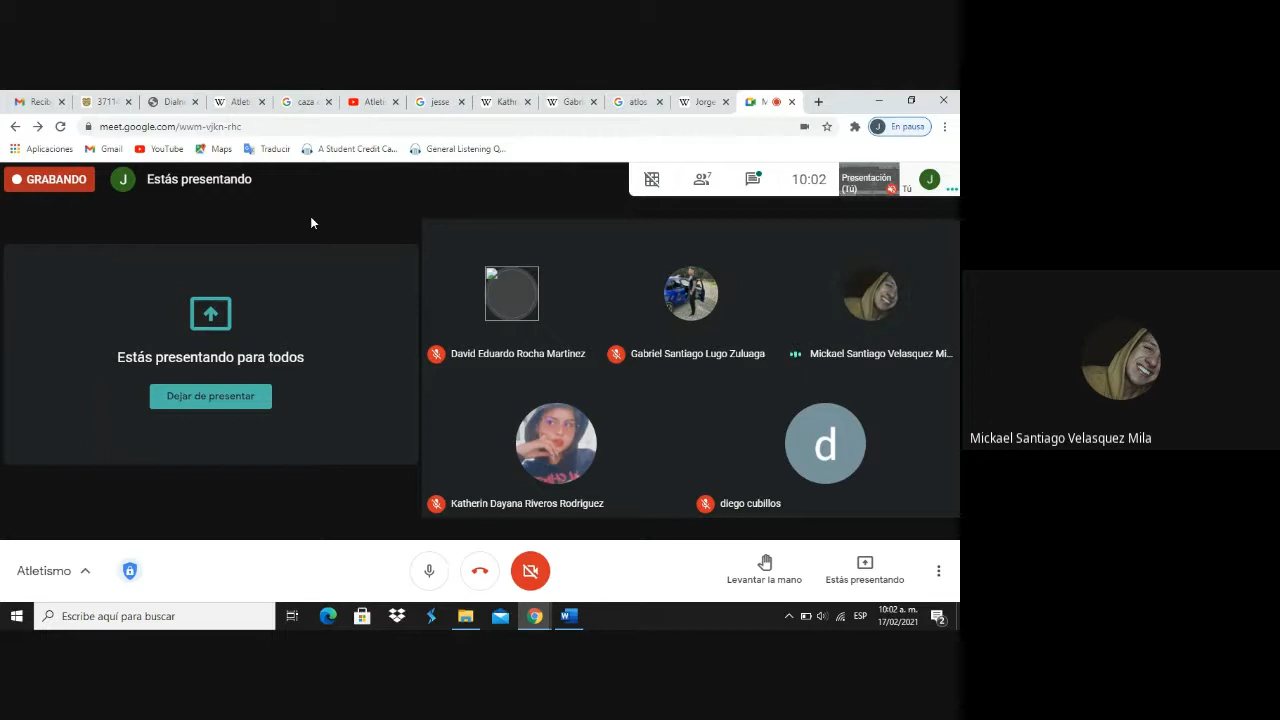 Recib
3711
Dialn
Atleti
caza
Atleti
jesse
Kathr
Gabri
atlos
Jorge
M
meet.google.com/wwm-vjkn-rhc
J En pausa
Aplicaciones
Gmail
YouTube
Maps
Traducir
A Student Credit Ca...
General Listening Q...
GRABANDO
J
Estás presentando
7
10:02
Presentación (Tú)
Tú
J
Estás presentando para todos
Dejar de presentar
David Eduardo Rocha Martinez
Gabriel Santiago Lugo Zuluaga
Mickael Santiago Velasquez Mi...
d
Katherin Dayana Riveros Rodriguez
diego cubillos
Mickael Santiago Velasquez Mila
Atletismo
Levantar la mano
Estás presentando
Escribe aquí para buscar
ESP
10:02 a. m.
17/02/2021
2